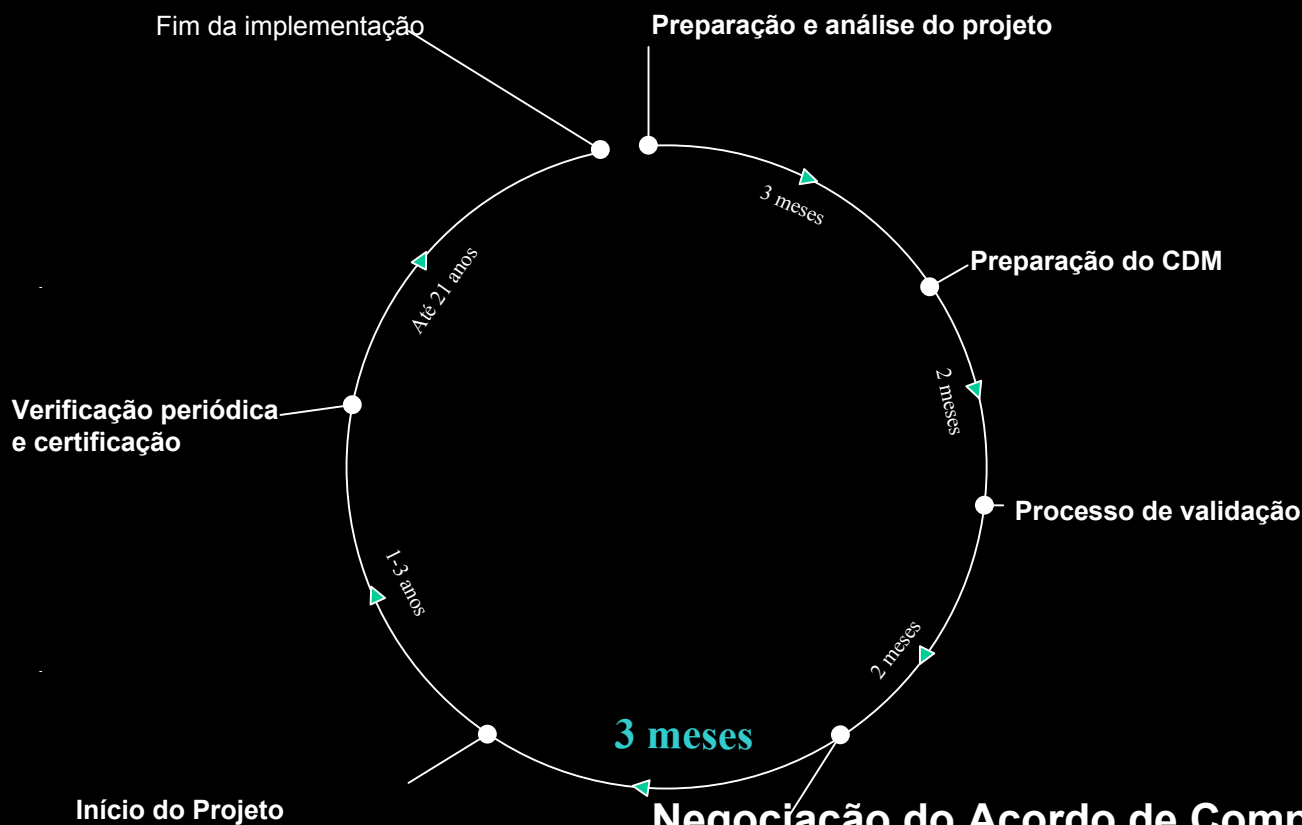 Fim da implementação
Preparação e análise do projeto
3 meses
Preparação do CDM
2 meses
Processo de validação
2 meses
Negociação do Acordo de Comp
3 meses
Início do Projeto
1-3 anos
Verificação periódica
e certificação
Até 21 anos